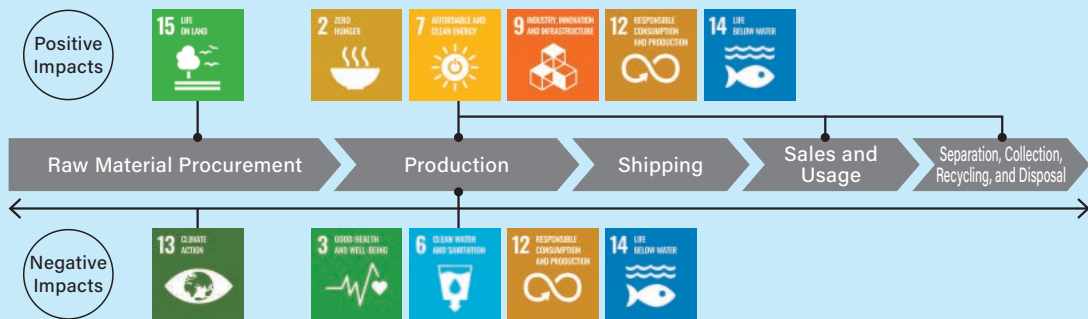 Positive
Impacts
15 LIFE
ON LAND
2 ZERO
HUNGER
7 AFFORDABLE AND
CLEAN ENERGY
9 INDUSTRY, INNOVATION
AND INFRASTRUCTURE
12 RESPONSIBLE
CONSUMPTION
AND PRODUCTION
14 LIFE
BELOW WATER
Raw Material Procurement
Production
Shipping
Sales and
Usage
Separation, Collection,
Recycling, and Disposal
Negative
Impacts
13 CLIMATE
ACTION
3 GOOD HEALTH
AND WELL-BEING
6 CLEAN WATER
AND SANITATION
12 RESPONSIBLE
CONSUMPTION
AND PRODUCTION
14 LIFE
BELOW WATER